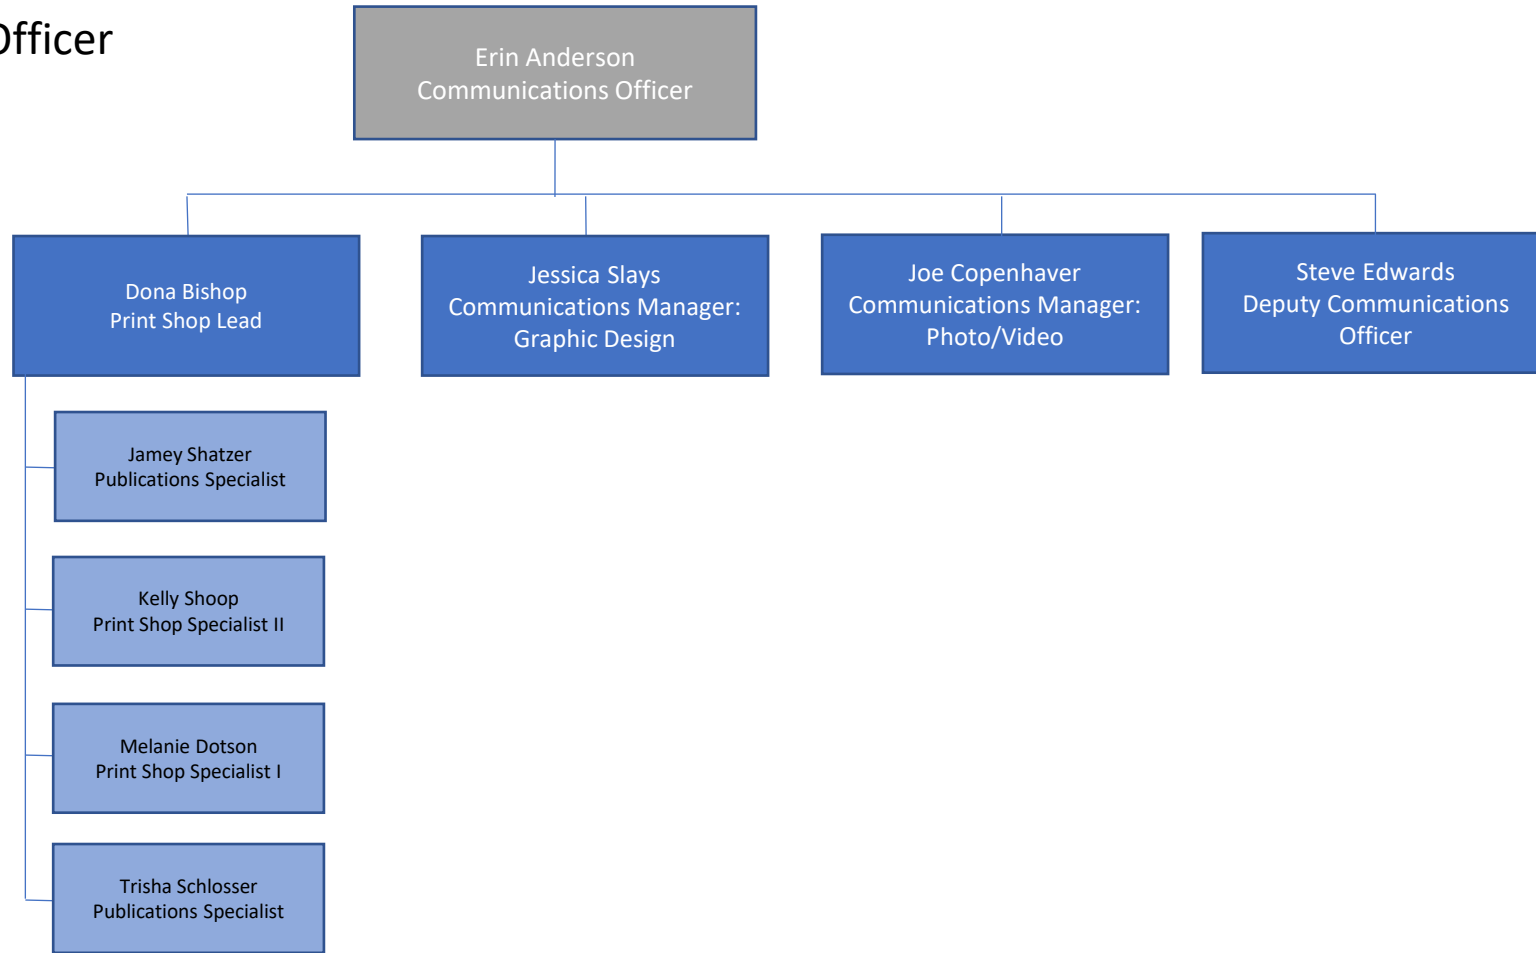 Officer
Erin Anderson
Communications Officer
Dona Bishop
Print Shop Lead
Jessica Slays
Communications Manager:
Graphic Design
Joe Copenhaver
Communications Manager:
Photo/Video
Steve Edwards
Deputy Communications
Officer
Jamey Shatzer
Publications Specialist
Kelly Shoop
Print Shop Specialist II
Melanie Dotson
Print Shop Specialist I
Trisha Schlosser
Publications Specialist